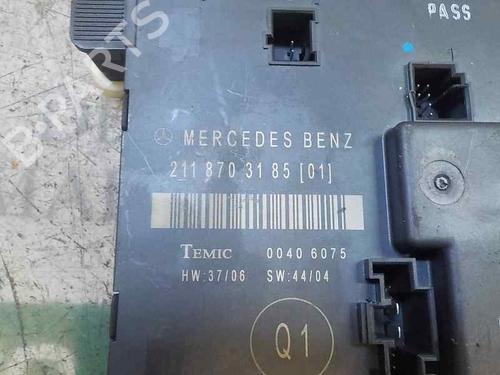 PASS
MERCEDES BENZ
211 870 31 85 [01]
TEMIC 0040 6075
HW:37/06 SW:44/04
Q1
B-PARTS